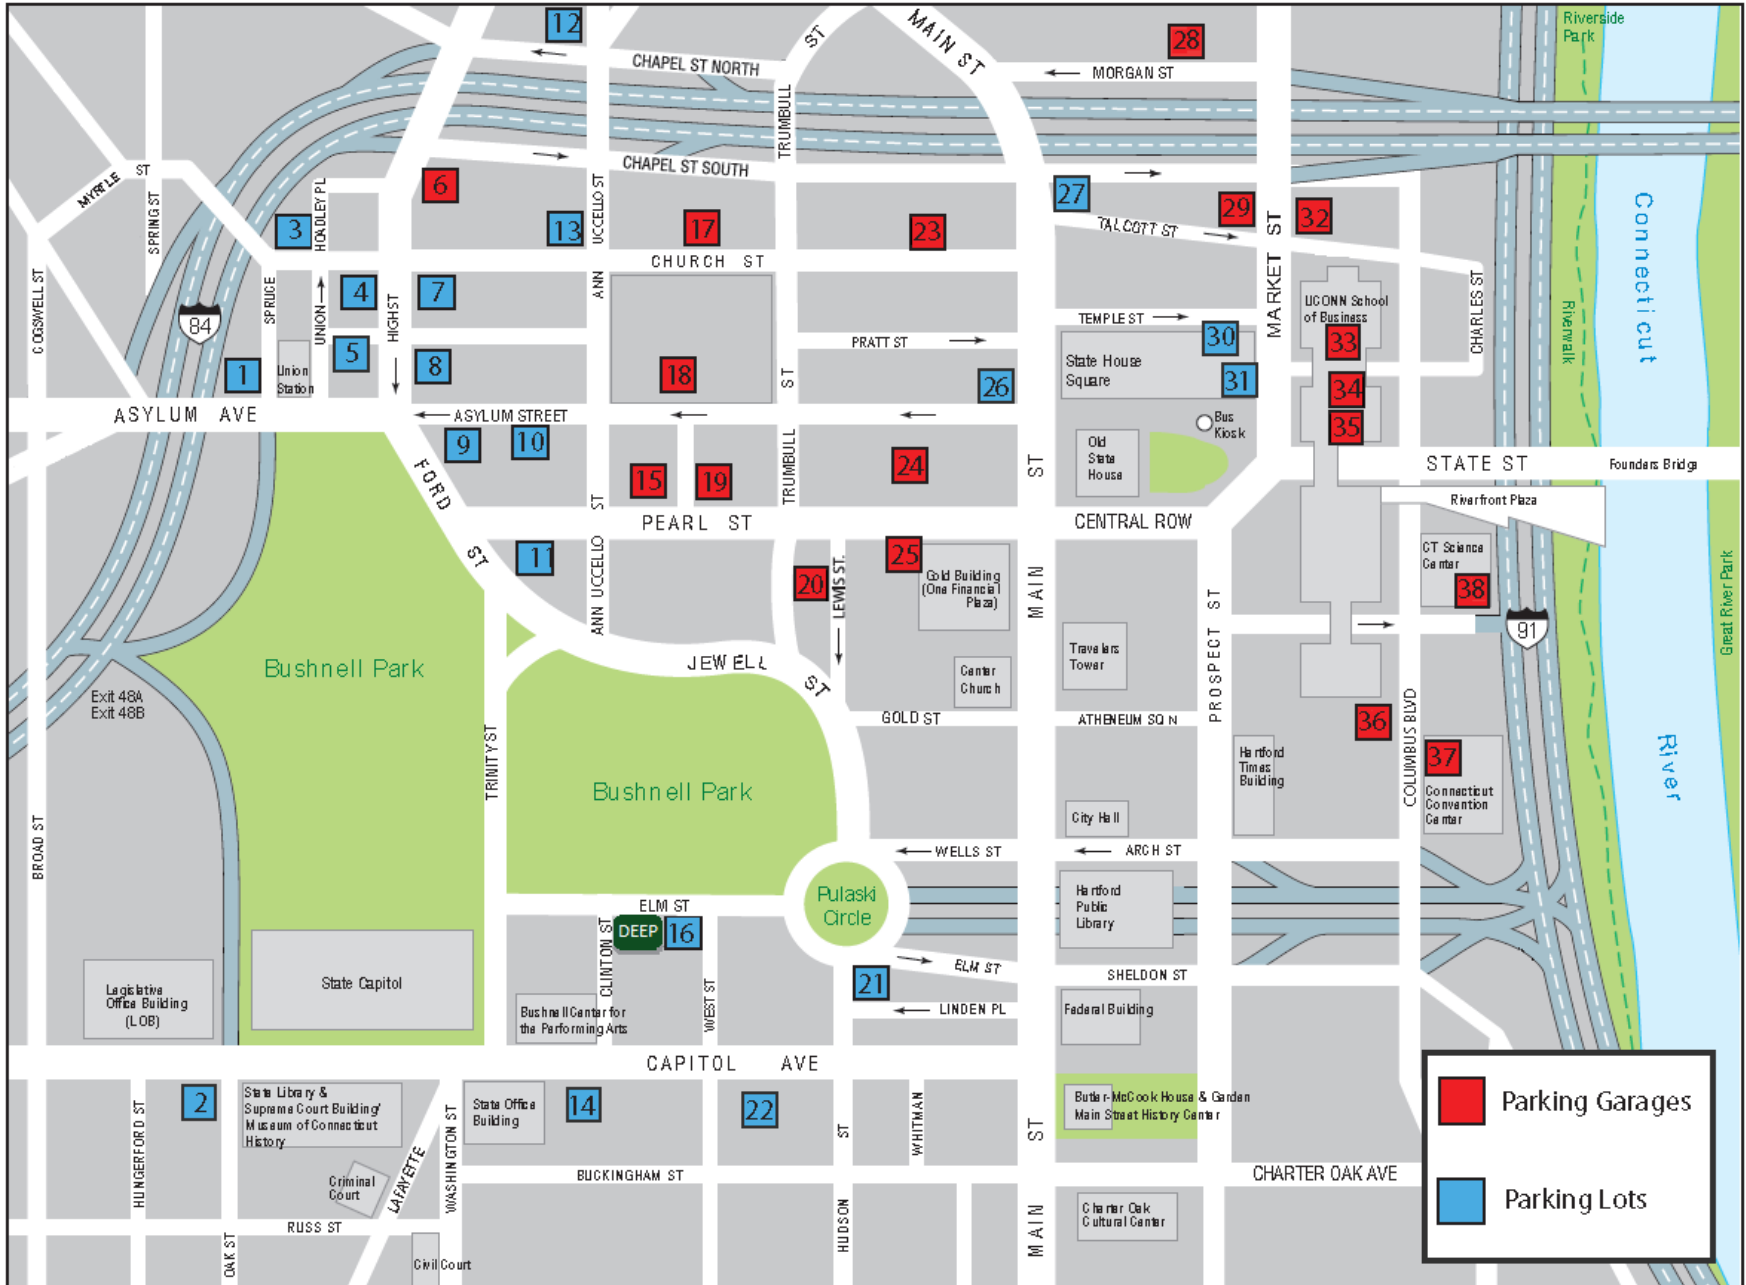 12
ST
MAIN ST
28
Riverside
Park
CHAPEL ST NORTH
MORGAN ST
TRUMBULL
CHAPEL ST SOUTH
MYRTLE
ST
SPRING ST
6
HOADLEY PL
3
13
UCCELLO ST
17
23
27
29
32
TALCOTT ST
MARKET ST
Connecticut
CHURCH ST
COGSWELL ST
SPRUCE
UNION
4
HIGH ST
7
ANN
84
UCONN School
of Business
CHARLES ST
Riverwalk
TEMPLE ST
PRATT ST
30
33
State House
Square
1
Union
Station
5
8
18
ST
26
31
34
ASYLUM AVE
ASYLUM STREET
Bus
Kiosk
35
9
10
FORD
ST
15
19
TRUMBULL
24
ST
Old
State
House
STATE ST
Founders Bridge
Riverfront Plaza
ST
PEARL ST
CENTRAL ROW
11
ANN UCCELLO
20
LEWIS ST.
25
Gold Building
(One Financial
Plaza)
MAIN
CT Science
Center
38
PROSPECT ST
91
Great River Park
Bushnell Park
JEWELL
ST
Travelers
Tower
Center
Church
Exit 48A
Exit 48B
GOLD ST
ATHENEUM SQ N
36
COLUMBUS BLVD
37
Connecticut
Convention
Center
River
TRINITY ST
Bushnell Park
Hartford
Times
Building
City Hall
BROAD ST
WELLS ST
ARCH ST
Pulaski
Circle
Hartford
Public
Library
ELM ST
DEEP
16
CLINTON ST
WEST ST
ELM ST
SHELDON ST
21
LINDEN PL
Federal Building
Legislative
Office Building
(LOB)
State Capitol
Bushnell Center for
the Performing Arts
CAPITOL AVE
2
HUNGERFORD ST
State Library &
Supreme Court Building/
Museum of Connecticut
History
State Office
Building
14
22
WHITMAN
ST
Butler-McCook House & Garden
Main Street History Center
ST
WASHINGTON ST
LAFAYETTE
Criminal
Court
BUCKINGHAM ST
CHARTER OAK AVE
RUSS ST
OAK ST
Civil Court
HUDSON
MAIN
Charter Oak
Cultural Center
Parking Garages
Parking Lots